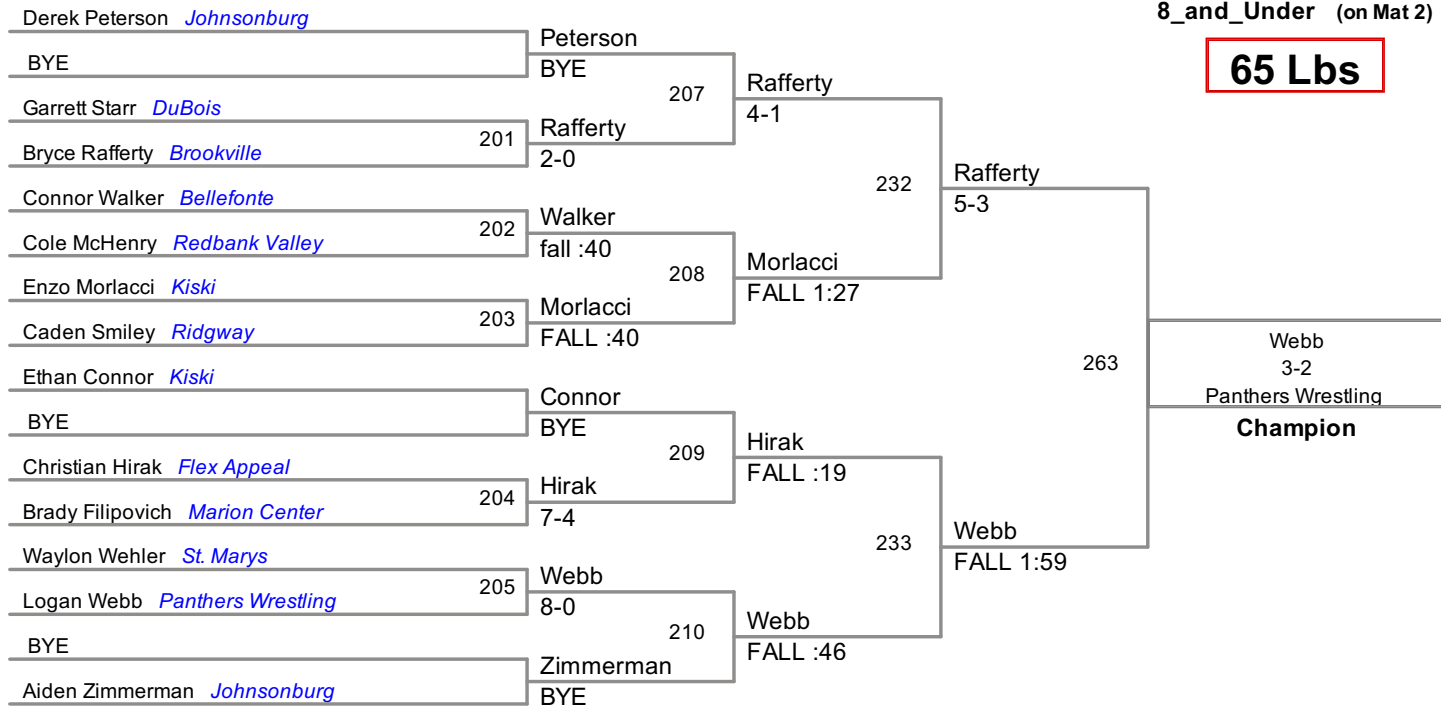 8_and_Under (on Mat 2)
65 Lbs
Derek Peterson Johnsonburg
BYE
Garrett Starr DuBois
Bryce Rafferty Brookville
Connor Walker Bellefonte
Cole McHenry Redbank Valley
Enzo Morlacci Kiski
Caden Smiley Ridgway
Ethan Connor Kiski
BYE
Christian Hirak Flex Appeal
Brady Filipovich Marion Center
Waylon Wehler St. Marys
Logan Webb Panthers Wrestling
BYE
Aiden Zimmerman Johnsonburg
201
202
203
204
205
Peterson
BYE
Rafferty
2-0
Walker
fall :40
Morlacci
FALL :40
Connor
BYE
Hirak
7-4
Webb
8-0
Zimmerman
BYE
207
208
209
210
Rafferty
4-1
Morlacci
FALL 1:27
Hirak
FALL :19
Webb
FALL :46
232
233
Rafferty
5-3
Webb
FALL 1:59
263
Webb
3-2
Panthers Wrestling
Champion